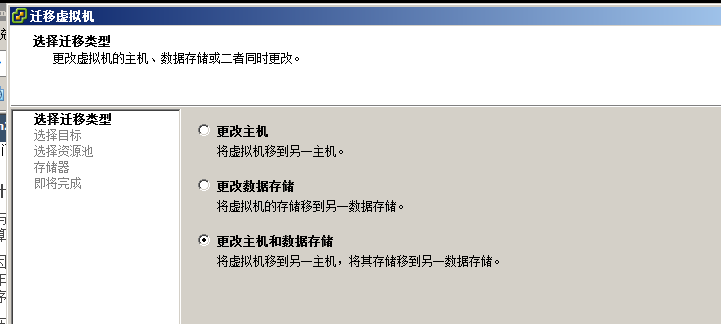 迁移虚拟机
选择迁移类型
更改虚拟机的主机、数据存储或二者同时更改。
选择迁移类型
选择目标
选择资源池
存储器
即将完成
更改主机
将虚拟机移到另一主机。
更改数据存储
将虚拟机的存储移到另一数据存储。
更改主机和数据存储
将虚拟机移到另一主机，将其存储移到另一数据存储。